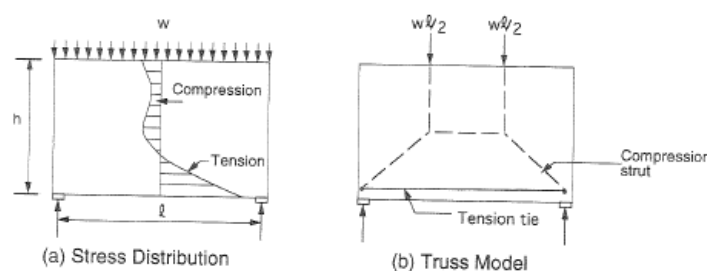 w
wℓ/2 wℓ/2
Compression
h
Tension
Compression
strut
ℓ
Tension tie
(a) Stress Distribution
(b) Truss Model